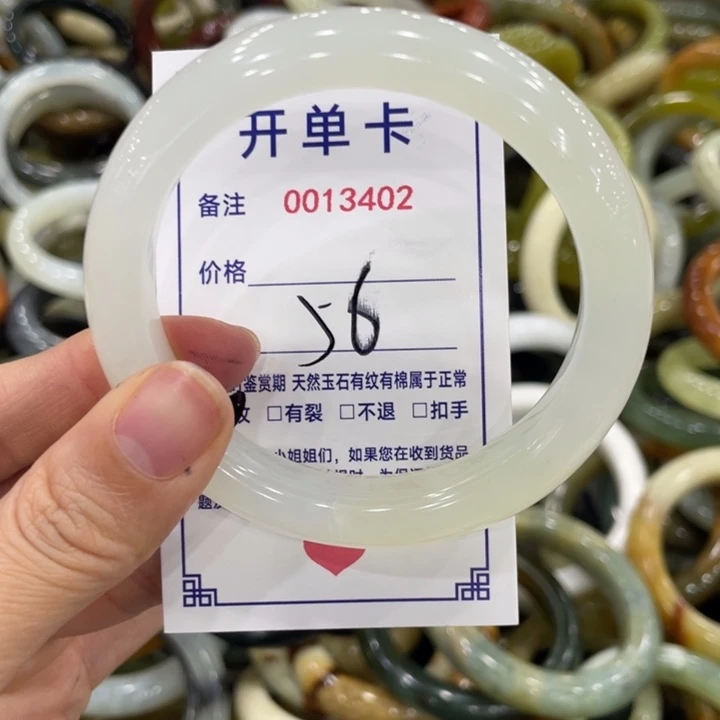 开单卡
备注 0013402
价格
56
鉴赏期 天然玉石有纹有棉属于正常
□有裂 □不退 □扣手
小姐姐们，如果您在收到货品